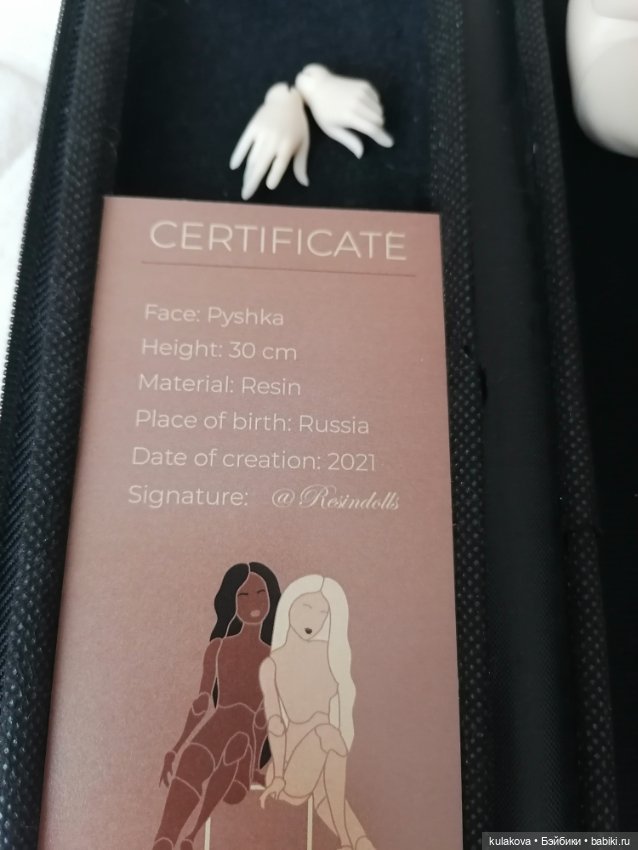 CERTIFICATE
Face: Pyshka
Height: 30 cm
Material: Resin
Place of birth: Russia
Date of creation: 2021
Signature: @Resindolls
kulakova • Бэйбики • babiki.ru